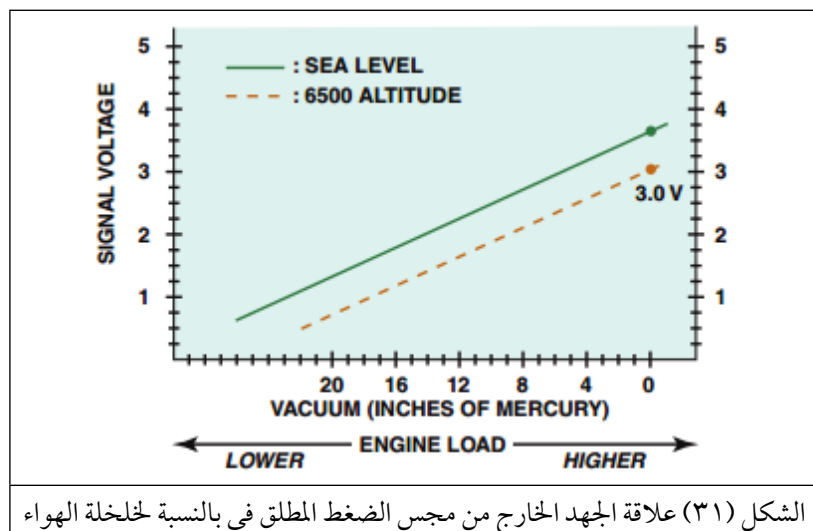 5
4
3
2
1
SIGNAL VOLTAGE
: SEA LEVEL
: 6500 ALTITUDE
3.0 V
5
4
3
2
1
20 16 12 8 4 0
VACUUM (INCHES OF MERCURY)
ENGINE LOAD
LOWER HIGHER
الشكل (٣١) علاقة الجهد الخارج من مجس الضغط المطلق في بالنسبة لخلخلة الهواء